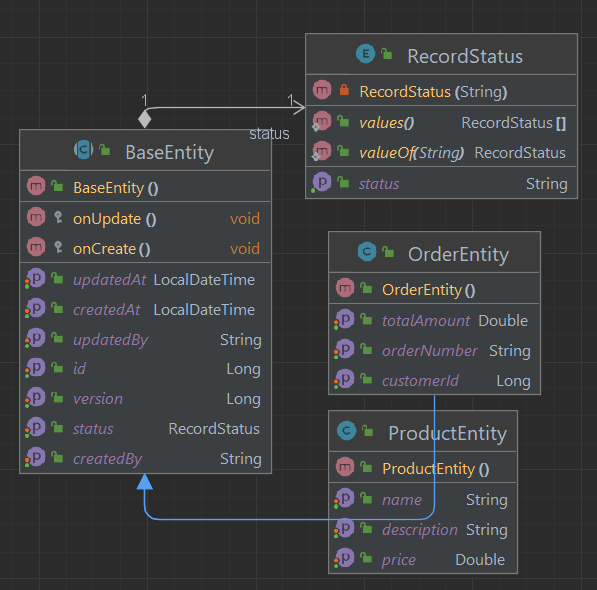 E RecordStatus
m RecordStatus (String)
m values() RecordStatus []
m valueOf(String) RecordStatus
p status String
1
1
status
C BaseEntity
m BaseEntity ()
m onUpdate () void
m onCreate () void
p updatedAt LocalDateTime
p createdAt LocalDateTime
p updatedBy String
p id Long
p version Long
p status RecordStatus
p createdBy String
C OrderEntity
m OrderEntity ()
p totalAmount Double
p orderNumber String
p customerId Long
C ProductEntity
m ProductEntity ()
p name String
p description String
p price Double